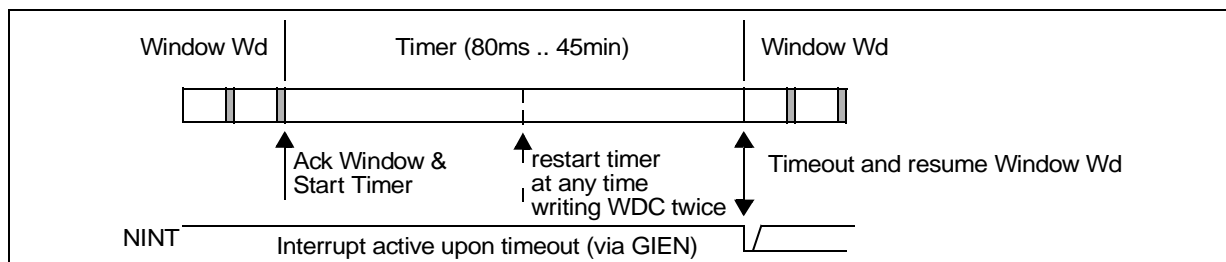 Window Wd
Timer (80ms .. 45min)
Window Wd
Ack Window &
Start Timer
restart timer
at any time
writing WDC twice
Timeout and resume Window Wd
NINT
Interrupt active upon timeout (via GIEN)